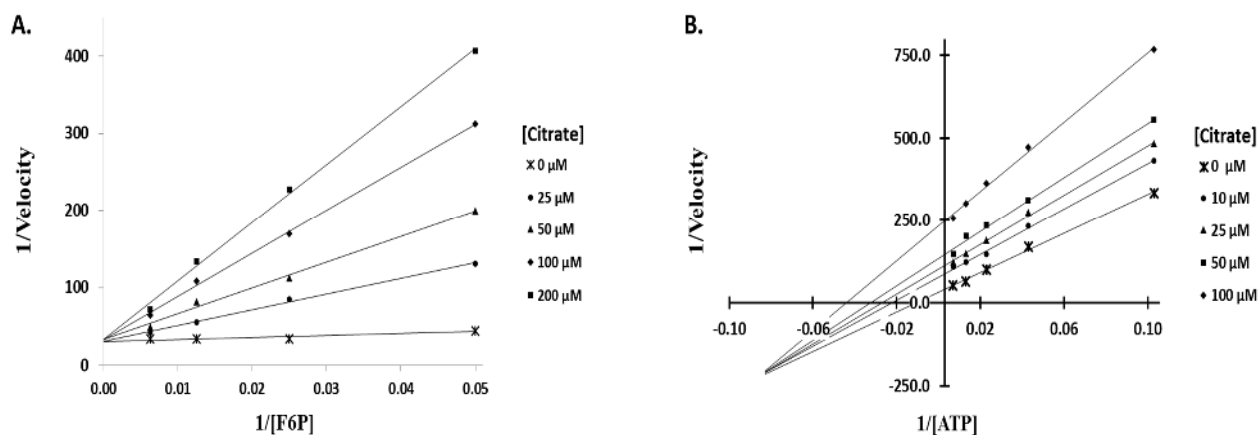 A.
1/Velocity
400
300
200
100
0
0.00 0.01 0.02 0.03 0.04 0.05
1/[F6P]
[Citrate]
0 µM
25 µM
50 µM
100 µM
200 µM
B.
1/Velocity
750.0
500.0
250.0
0.0
-250.0
-0.10 -0.06 -0.02 0.02 0.06 0.10
1/[ATP]
[Citrate]
0 µM
10 µM
25 µM
50 µM
100 µM